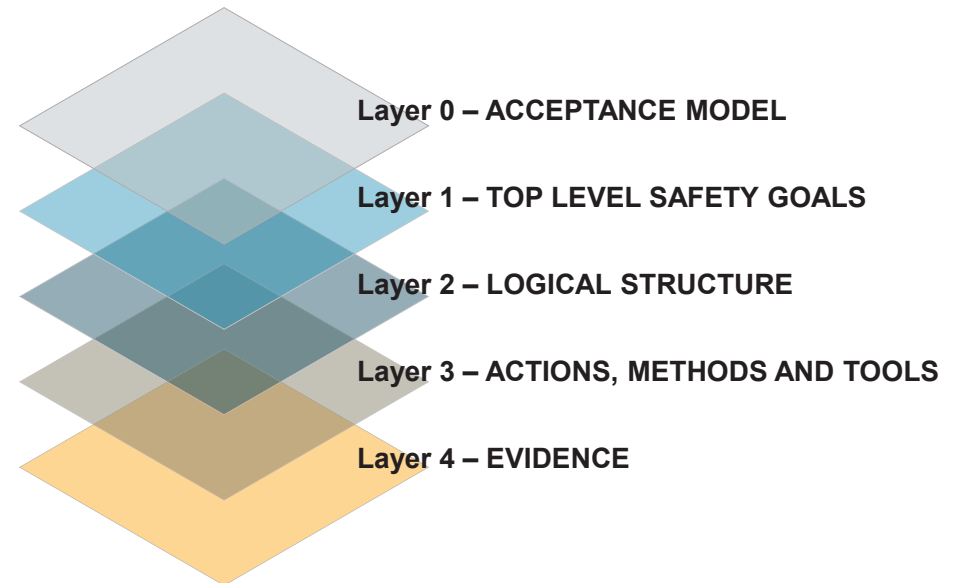 Layer 0 – ACCEPTANCE MODEL
Layer 1 – TOP LEVEL SAFETY GOALS
Layer 2 – LOGICAL STRUCTURE
Layer 3 – ACTIONS, METHODS AND TOOLS
Layer 4 – EVIDENCE